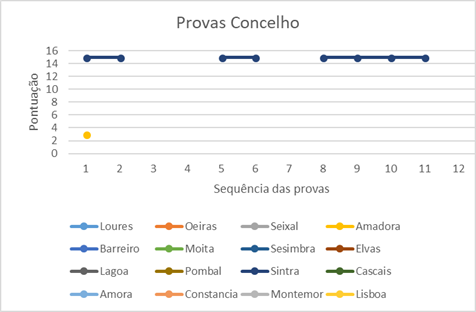 Provas Concelho
16
14
12
10
8
6
4
2
0
Pontuação
1 2 3 4 5 6 7 8 9 10 11 12
Sequência das provas
Loures Oeiras Seixal Amadora
Barreiro Moita Sesimbra Elvas
Lagoa Pombal Sintra Cascais
Amora Constancia Montemor Lisboa